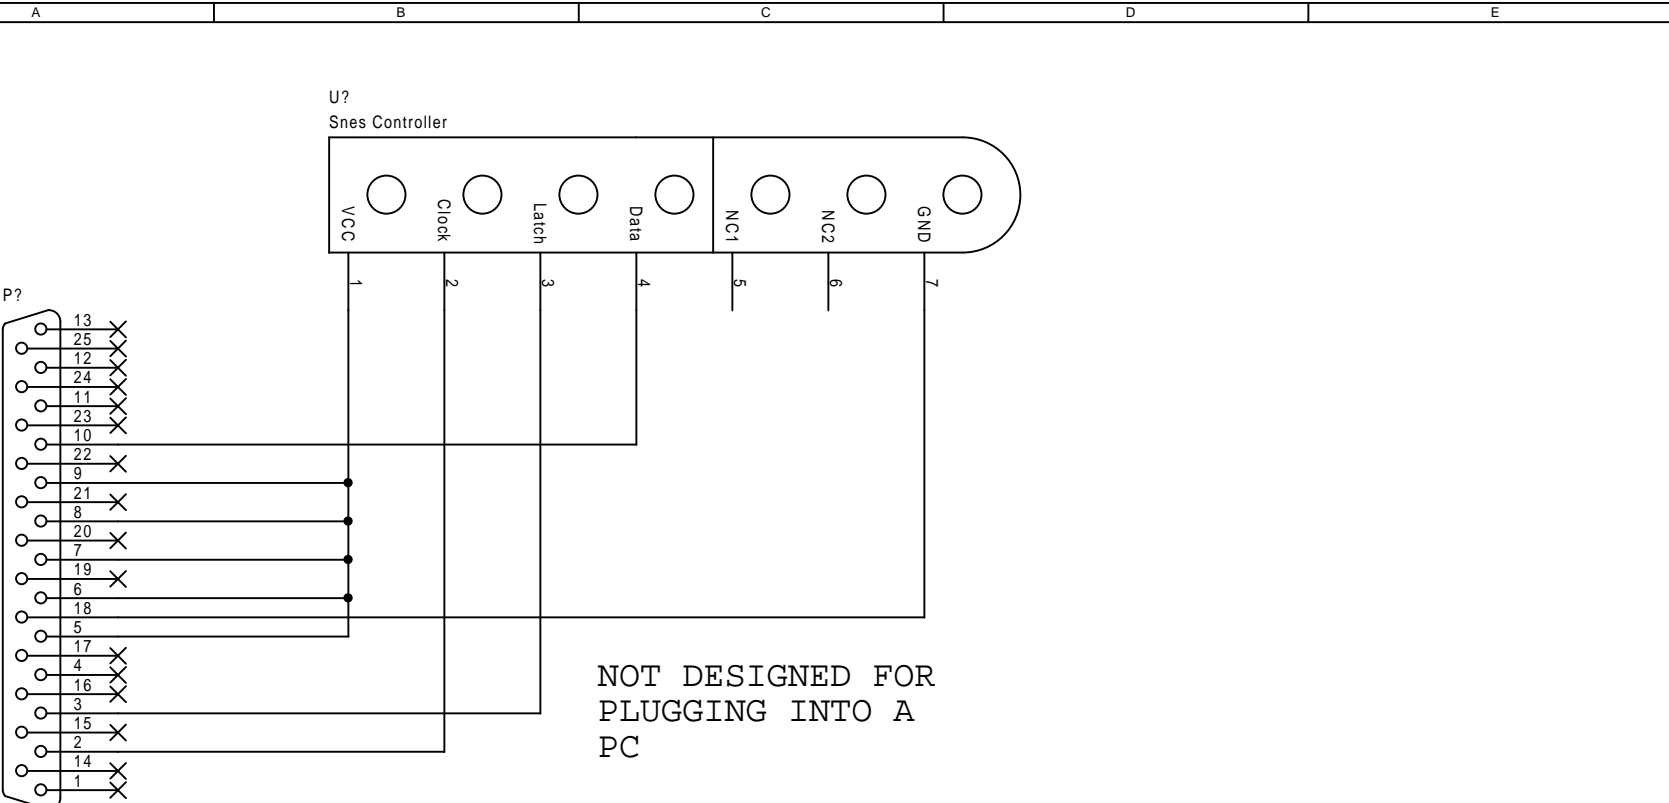 A B C D E
U?
Snes Controller
VCC Clock Latch Data NC1 NC2 GND
1 2 3 4 5 6 7
P?
13
25
12
24
11
23
10
22
9
21
8
20
7
19
6
18
5
17
4
16
3
15
2
14
1
NOT DESIGNED FOR
PLUGGING INTO A
PC